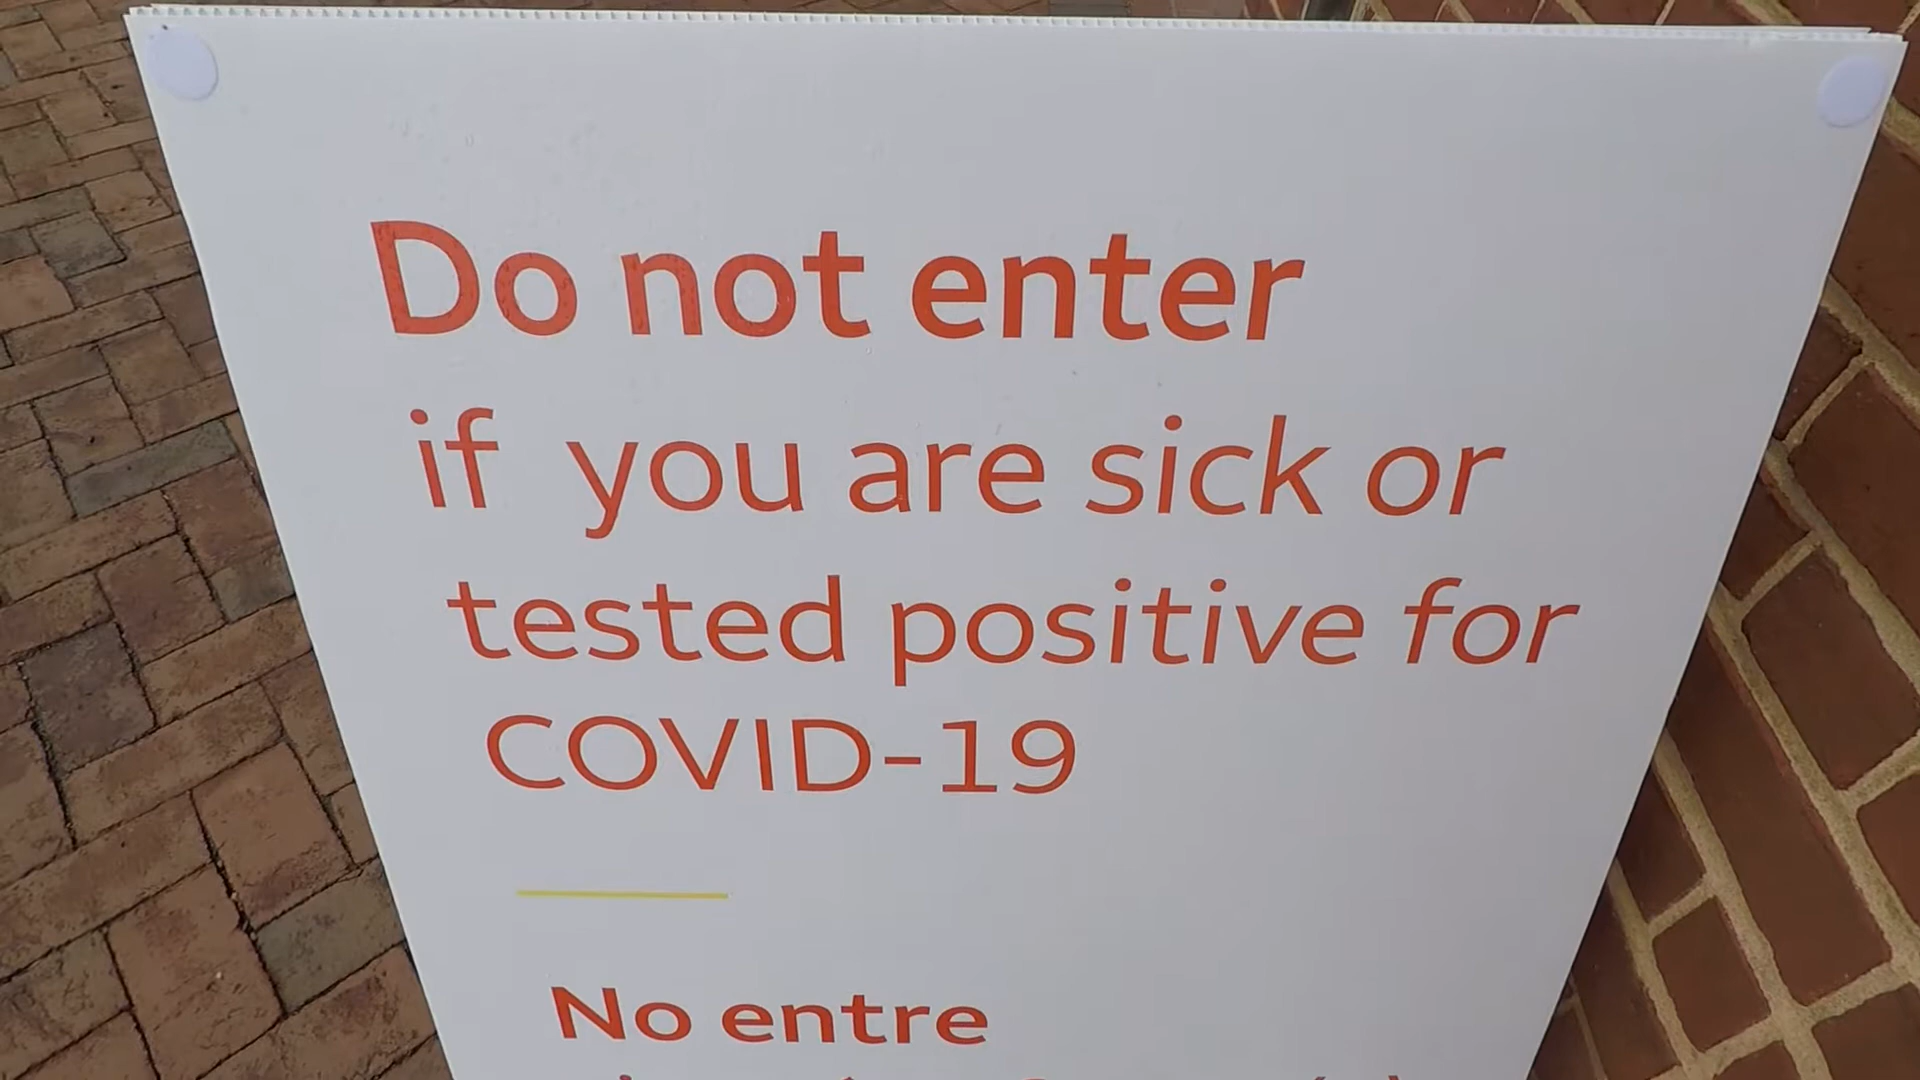 Do not enter
if you are sick or
tested positive for
COVID-19
No entre